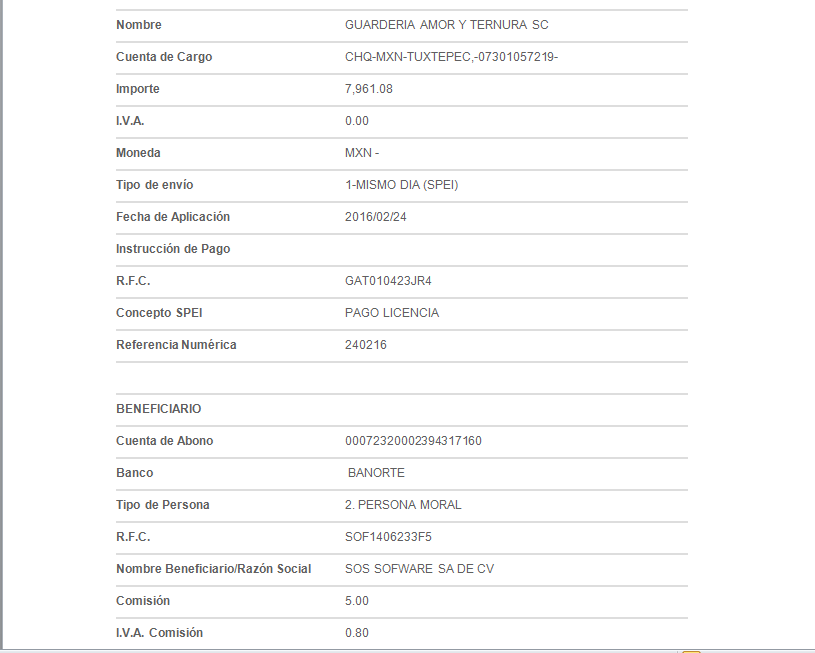 Nombre GUARDERIA AMOR Y TERNURA SC
Cuenta de Cargo CHQ-MXN-TUXTEPEC,-07301057219-
Importe 7,961.08
I.V.A. 0.00
Moneda MXN -
Tipo de envío 1-MISMO DIA (SPEI)
Fecha de Aplicación 2016/02/24
Instrucción de Pago
R.F.C. GAT010423JR4
Concepto SPEI PAGO LICENCIA
Referencia Numérica 240216
BENEFICIARIO
Cuenta de Abono 00072320002394317160
Banco BANORTE
Tipo de Persona 2. PERSONA MORAL
R.F.C. SOF1406233F5
Nombre Beneficiario/Razón Social SOS SOFWARE SA DE CV
Comisión 5.00
I.V.A. Comisión 0.80